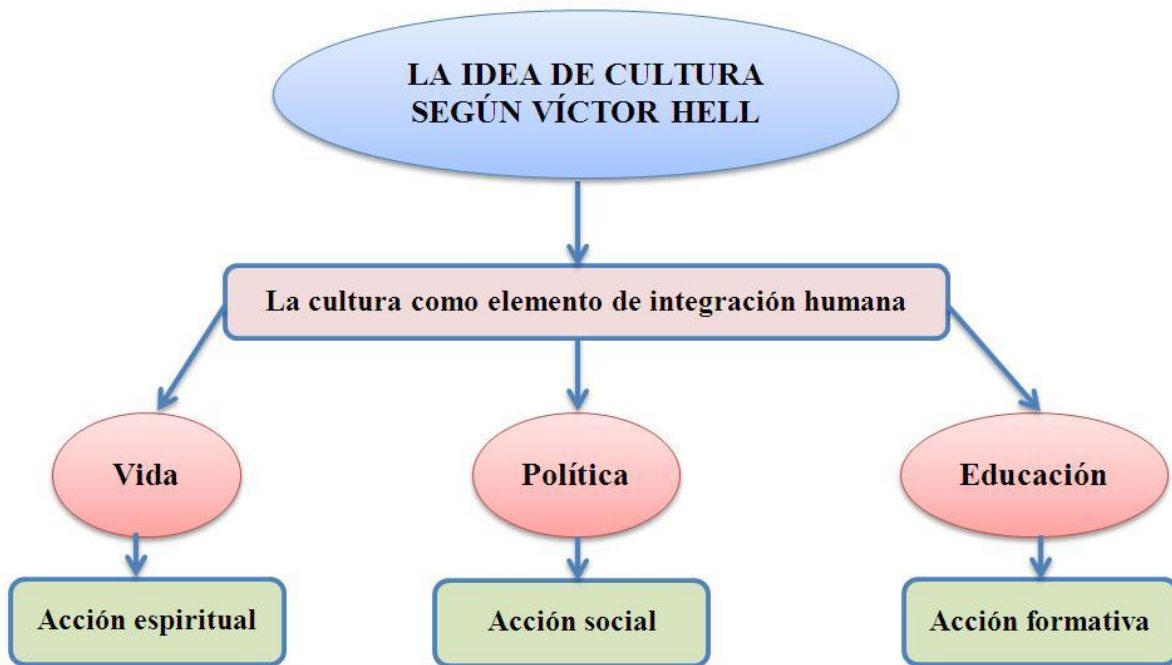 LA IDEA DE CULTURA
SEGÚN VÍCTOR HELL
La cultura como elemento de integración humana
Vida
Política
Educación
Acción espiritual
Acción social
Acción formativa